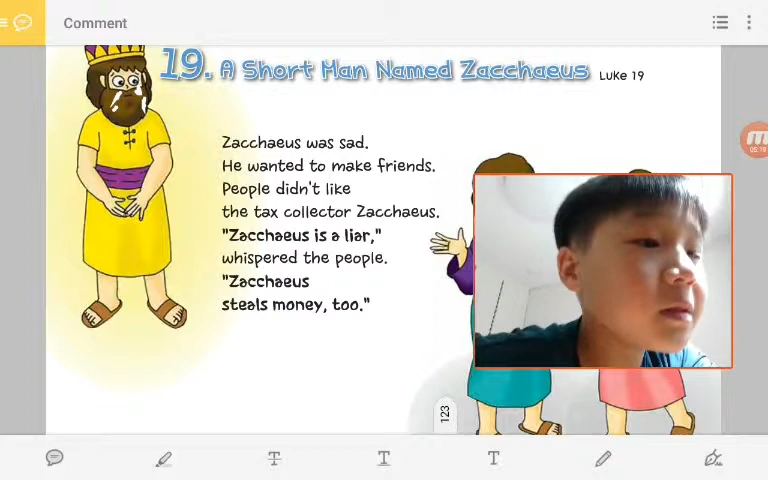 Comment
19. A Short Man Named Zacchaeus Luke 19
Zacchaeus was sad.
He wanted to make friends.
People didn't like
the tax collector Zacchaeus.
"Zacchaeus is a liar,"
whispered the people.
"Zacchaeus
steals money, too."
123
T
T
T